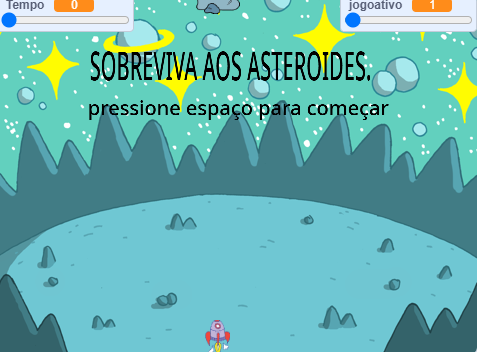 Tempo 0
jogoativo 1
SOBREVIVA AOS ASTEROIDES.
pressione espaço para começar